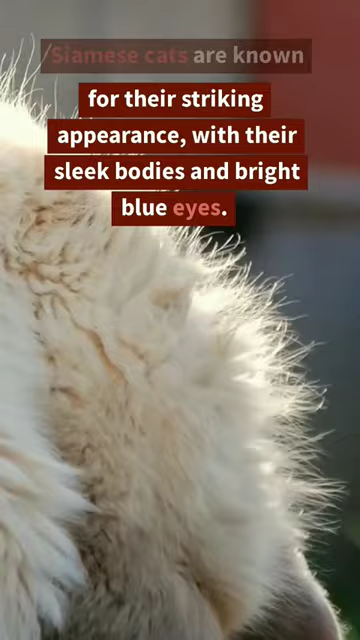 /Siamese cats are known
for their striking
appearance, with their
sleek bodies and bright
blue eyes.